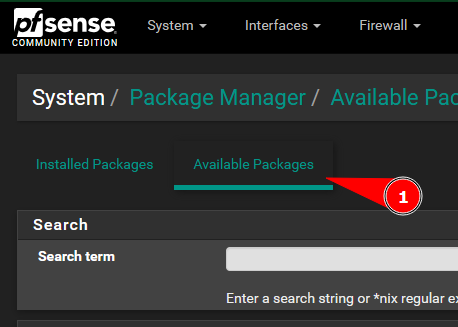 pfsense COMMUNITY EDITION System Interfaces Firewall
System / Package Manager / Available Pac
Installed Packages Available Packages
1
Search
Search term
Enter a search string or *nix regular ex